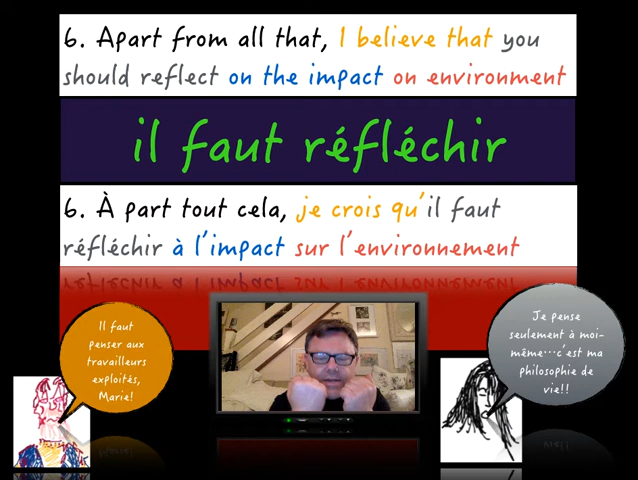 6. Apart from all that, I believe that you
should reflect on the impact on environment
il faut réfléchir
6. À part tout cela, je crois qu'il faut
réfléchir à l'impact sur l'environnement
Il faut
penser aux
travailleurs
exploités,
Marie!
Je pense
seulement à moi-
même...c'est ma
philosophie de
vie!!